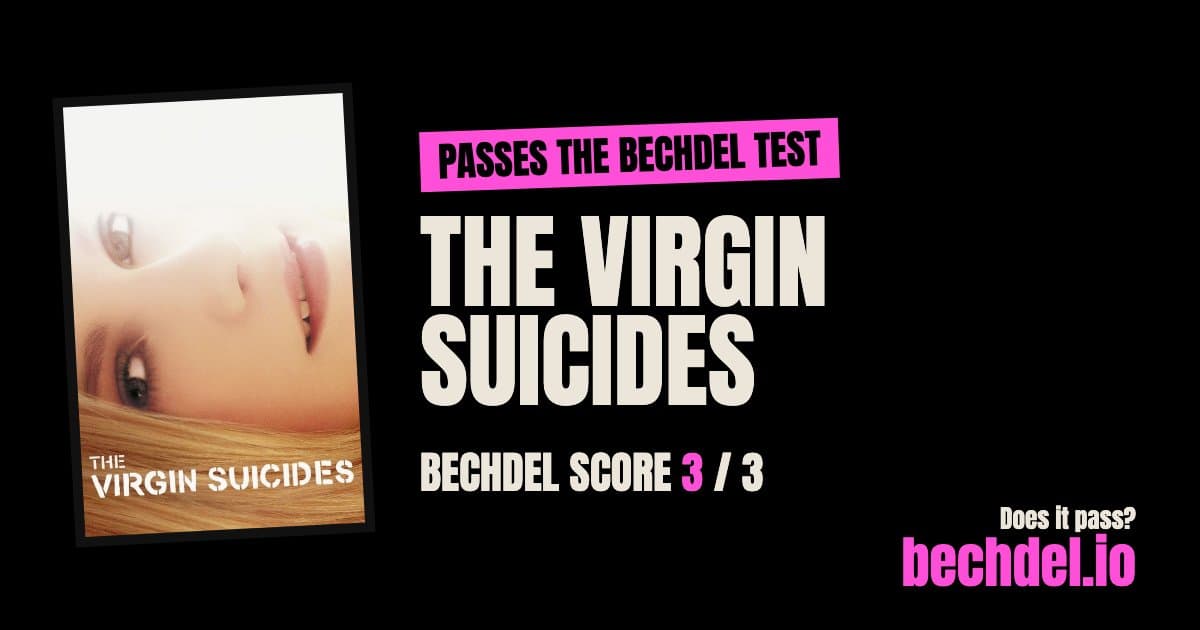 THE
VIRGIN SUICIDES
PASSES THE BECHDEL TEST
THE VIRGIN
SUICIDES
BECHDEL SCORE 3 / 3
Does it pass?
bechdel.io